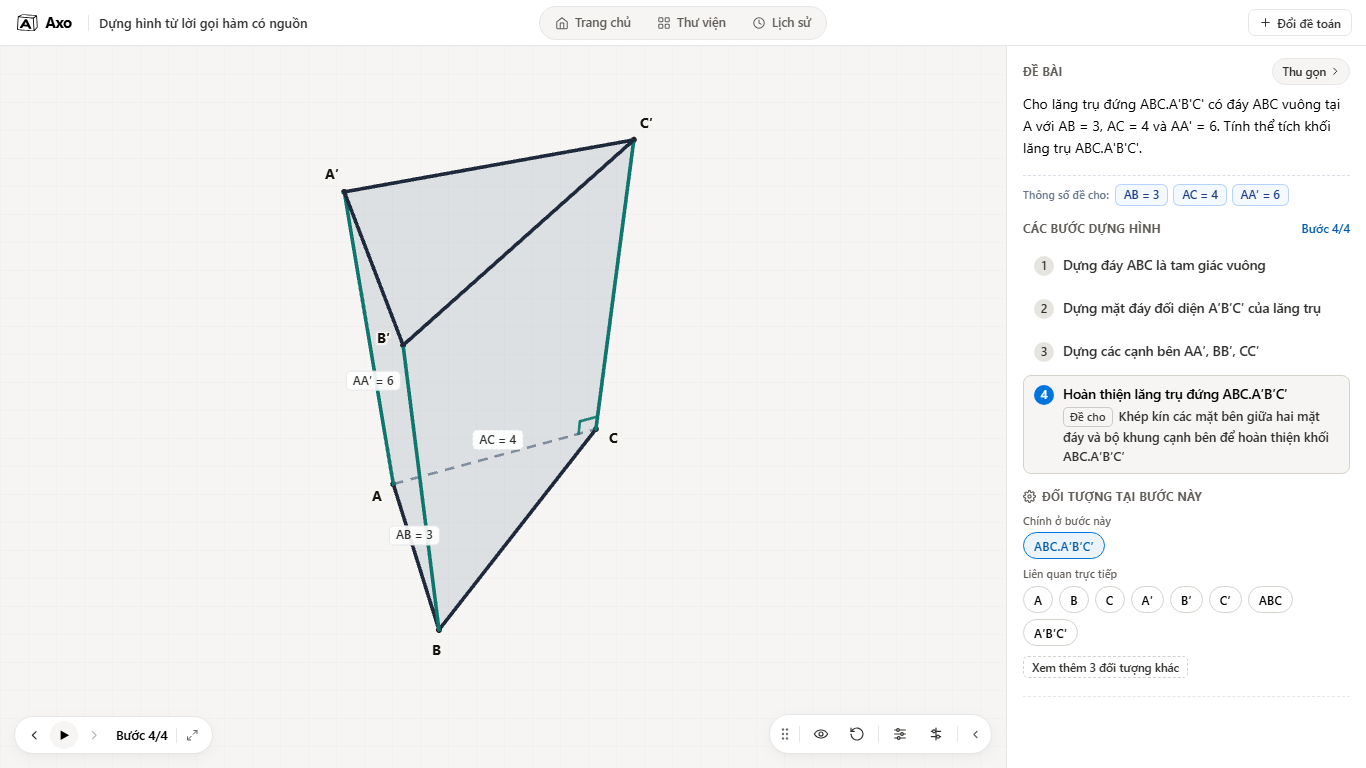 Axo
Dựng hình từ lời gọi hàm có nguồn
Trang chủ
Thư viện
Lịch sử
Đổi đề toán
C′
A′
B′
AA′ = 6
AC = 4
C
A
AB = 3
B
Bước 4/4
ĐỀ BÀI
Thu gọn
Cho lăng trụ đứng ABC.A'B'C' có đáy ABC vuông tại
A với AB = 3, AC = 4 và AA' = 6. Tính thể tích khối
lăng trụ ABC.A'B'C'.
Thông số đề cho:
AB = 3
AC = 4
AA′ = 6
CÁC BƯỚC DỰNG HÌNH
Bước 4/4
1 Dựng đáy ABC là tam giác vuông
2 Dựng mặt đáy đối diện A′B′C′ của lăng trụ
3 Dựng các cạnh bên AA′, BB′, CC′
4 Hoàn thiện lăng trụ đứng ABC.A′B′C′
Đề cho Khép kín các mặt bên giữa hai mặt
đáy và bộ khung cạnh bên để hoàn thiện khối
ABC.A′B′C′
ĐỐI TƯỢNG TẠI BƯỚC NÀY
Chính ở bước này
ABC.A′B′C′
Liên quan trực tiếp
A B C A′ B′ C′ ABC
A′B′C′
Xem thêm 3 đối tượng khác